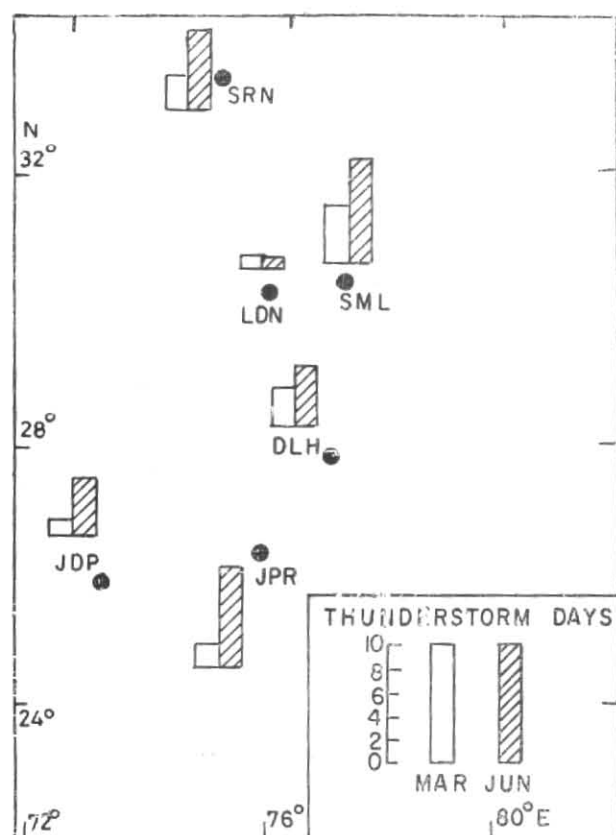 SRN
N
32°
SML
LDN
28°
DLH
JDP
JPR
THUNDERSTORM DAYS
10
8
6
4
2
0
MAR JUN
24°
72° 76° 80°E